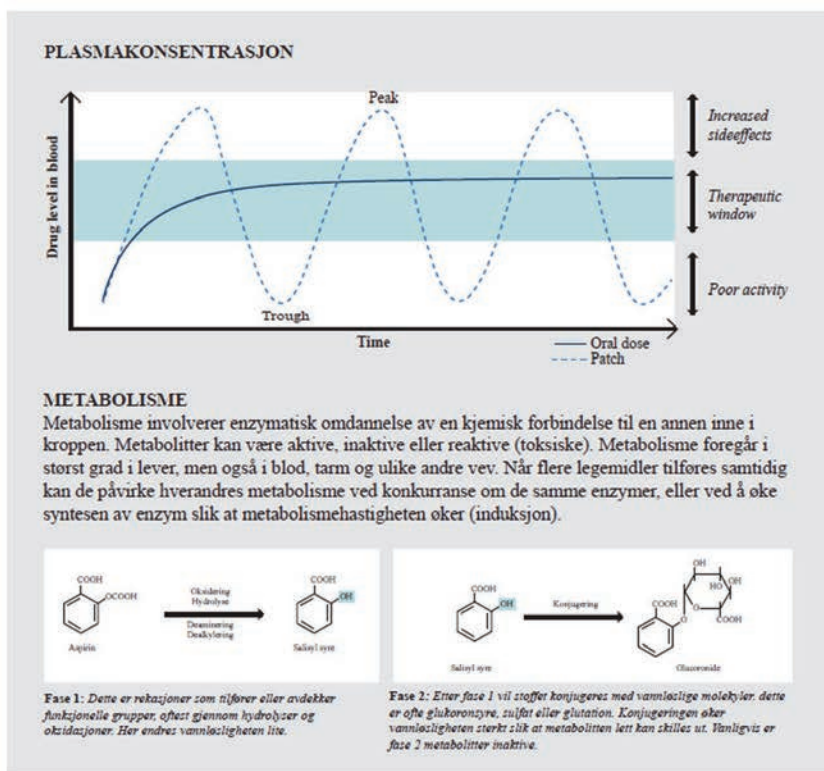 PLASMAKONSENTRASJON
Peak
Increased
sideeffects
Drug level in blood
Therapeutic
window
Poor activity
Trough
Time
Oral dose
Patch
METABOLISME
Metabolisme involverer enzymatisk omdannelse av en kjemisk forbindelse til en annen inne i
kroppen. Metabolitter kan være aktive, inaktive eller reaktive (toksiske). Metabolisme foregår i
størst grad i lever, men også i blod, tarm og ulike andre vev. Når flere legemidler tilføres samtidig
kan de påvirke hverandres metabolisme ved konkurranse om de samme enzymer, eller ved å øke
syntesen av enzym slik at metabolismehastigheten øker (induksjon).
COOH
OCOOH
Aspirin
Oksidering
Hydrolyse
Deaminering
Dealkylering
COOH
OH
Salisyl syre
COOH
OH
Salisyl syre
Konjugering
OH
HO
OH
COOH
O
O
COOH
Glucuronide
Fase 1: Dette er rekasjoner som tilfører eller avdekker
funksjonelle grupper, oftest gjennom hydrolyser og
oksidasjoner. Her endres vannløsligheten lite.
Fase 2: Etter fase 1 vil stoffet konjugeres med vannløslige molekyler. dette
er ofte glukoronsyre, sulfat eller glutation. Konjugeringen øker
vannløsligheten sterkt slik at metabolitten lett kan skilles ut. Vanligvis er
fase 2 metabolitter inaktive.